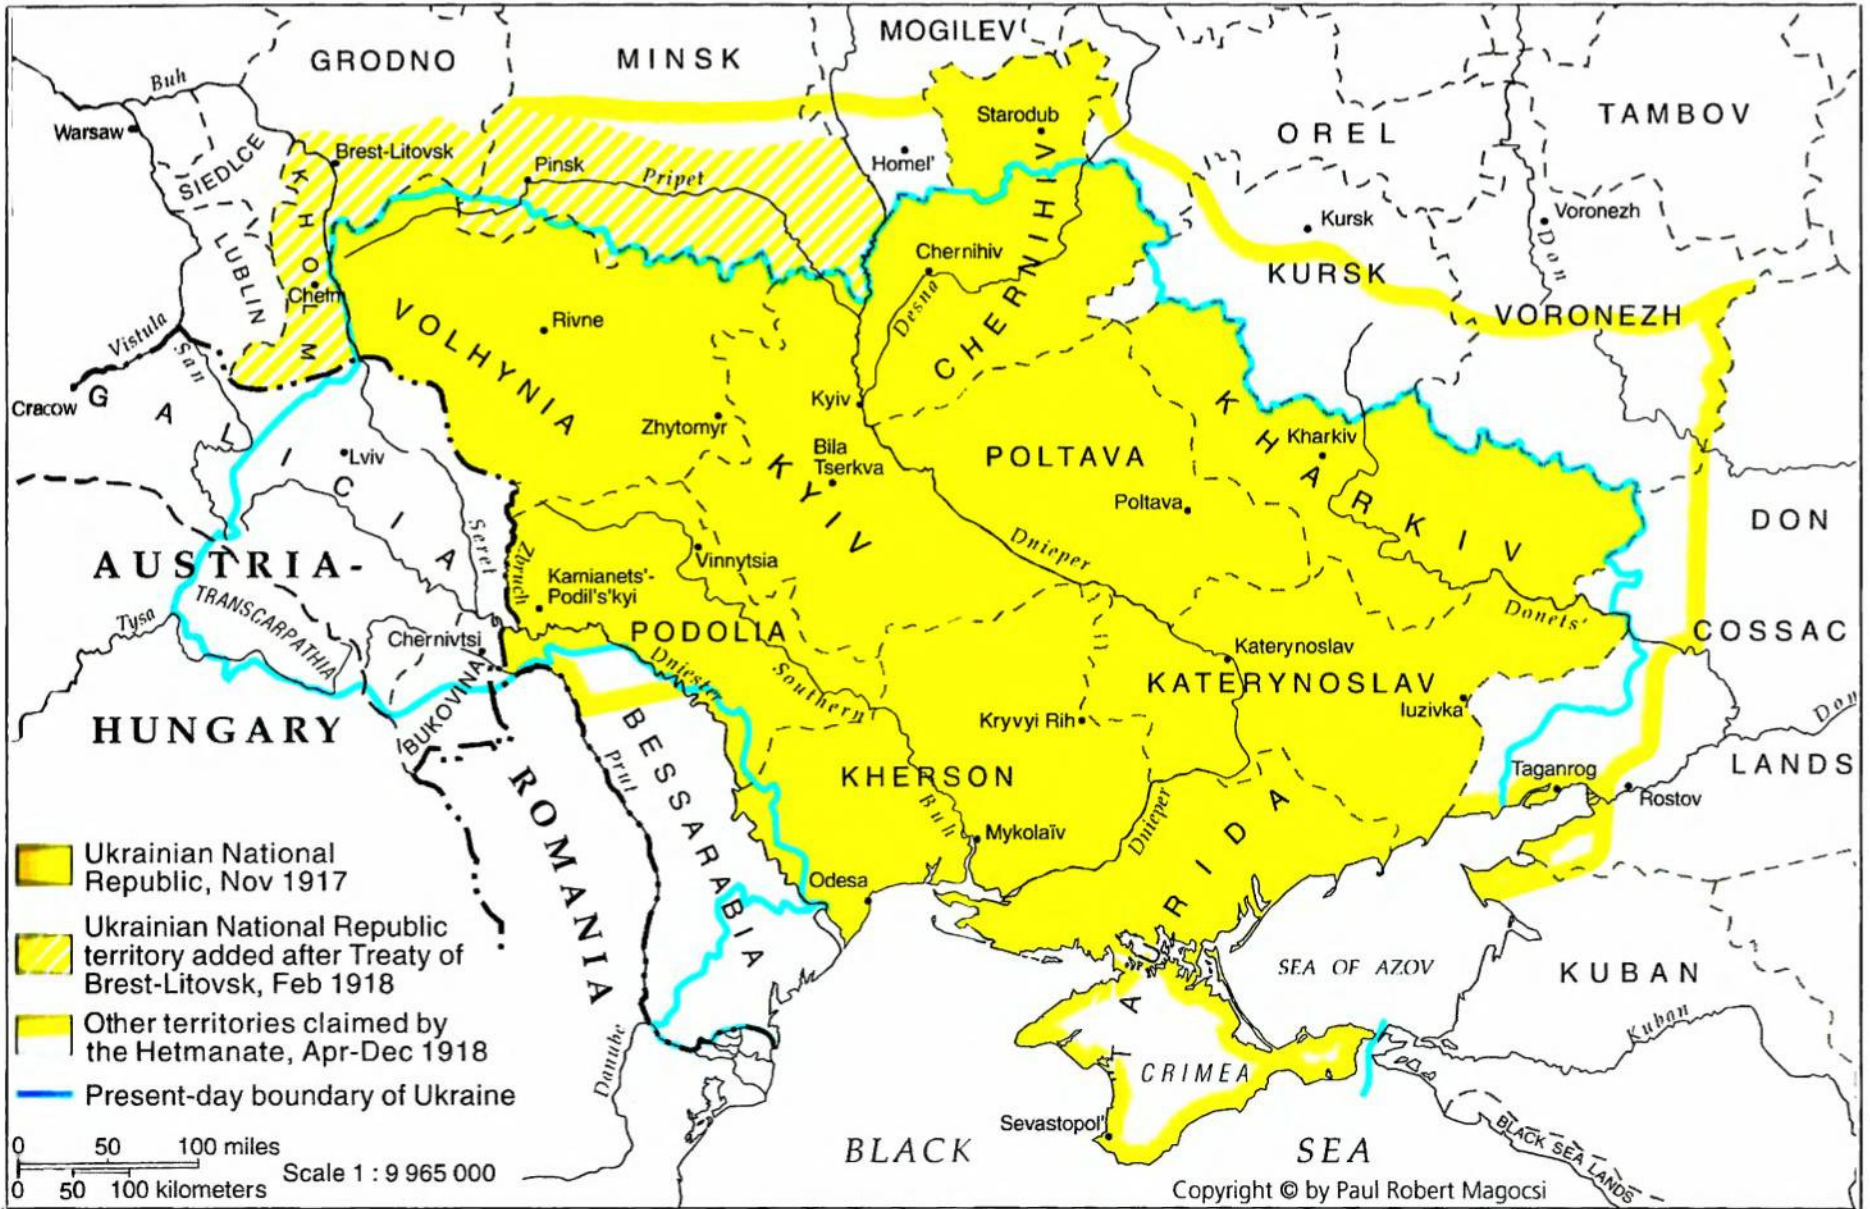 GRODNO
MINSK
MOGILEV
TAMBOV
OREL
Buh
Warsaw
SIEDLCE
Brest-Litovsk
Pinsk
Pripet
Homel'
Starodub
Kursk
Voronezh
Don
KHOLM
LUBLIN
Chełm
Chernihiv
Desna
CHERNIHIV
KURSK
VORONEZH
VOLHYNIA
Rivne
Vistula
San
Cracow
GALICIA
Lviv
Seret
Zhytomyr
Kyiv
Bila
Tserkva
KYIV
POLTAVA
Poltava
KHARKIV
Kharkiv
DON
COSSAC
LANDS
Don
Dnieper
Donets'
AUSTRIA-
HUNGARY
TRANSCARPATHIA
Tysa
Zbruch
Kamianets'-
Podil's'kyi
Vinnytsia
PODOLIA
Chernivtsi
BUKOVINA
Dniester
Southern
Buh
Katerynoslav
KATERYNOSLAV
Iuzivka
Kryvyi Rih
KHERSON
Mykolaïv
Dnieper
TAURIDA
Taganrog
Rostov
ROMANIA
Prut
BESSARABIA
Odesa
Danube
SEA OF AZOV
KUBAN
Kuban
CRIMEA
Sevastopol'
BLACK SEA
BLACK SEA LANDS
Ukrainian National
Republic, Nov 1917
Ukrainian National Republic
territory added after Treaty of
Brest-Litovsk, Feb 1918
Other territories claimed by
the Hetmanate, Apr-Dec 1918
Present-day boundary of Ukraine
0 50 100 miles
Scale 1 : 9 965 000
0 50 100 kilometers
Copyright © by Paul Robert Magocsi